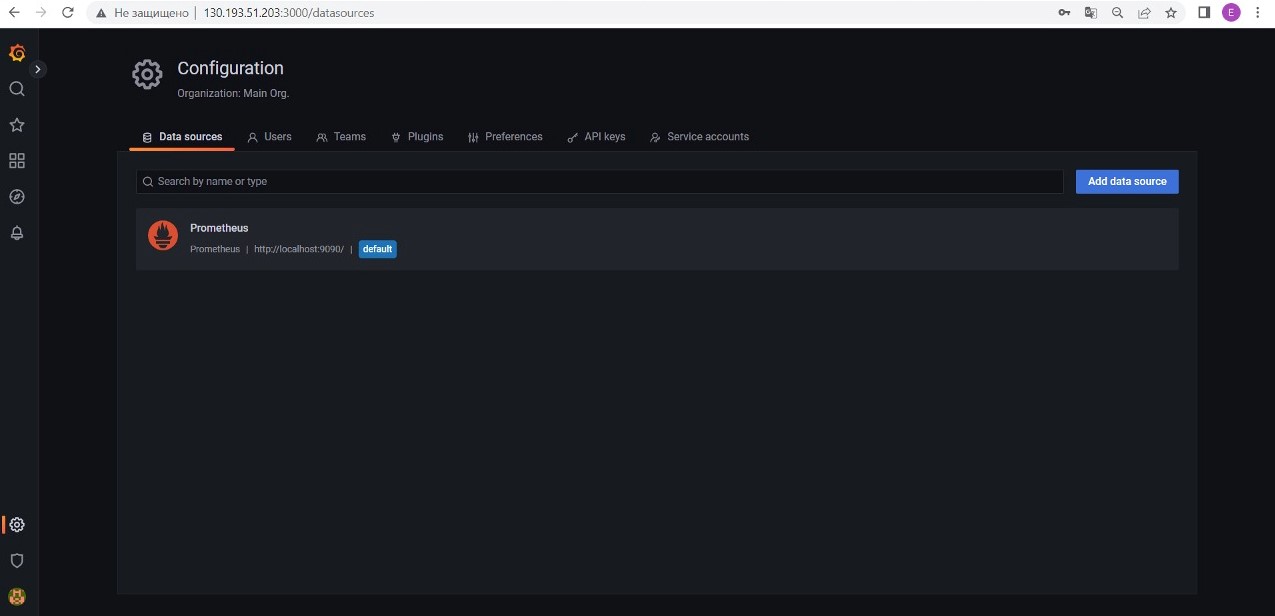 Не защищено | 130.193.51.203:3000/datasources
E
Configuration
Organization: Main Org.
Data sources Users Teams Plugins Preferences API keys Service accounts
Search by name or type
Add data source
Prometheus
Prometheus | http://localhost:9090/ | default